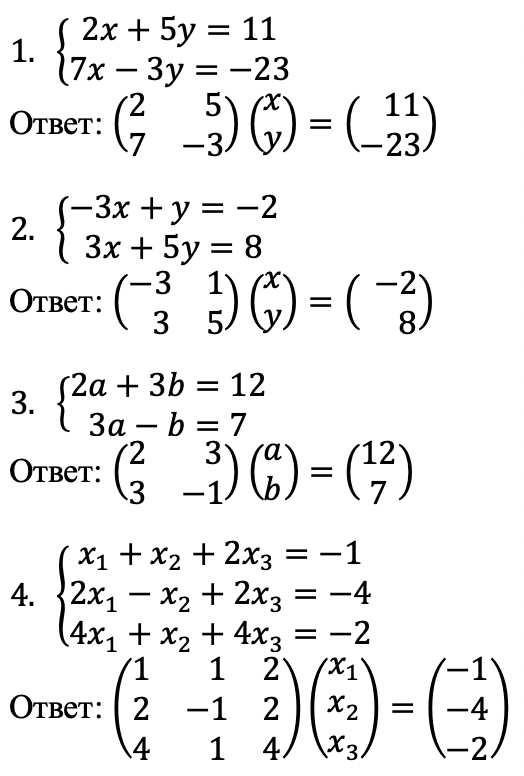 1. {2x + 5y = 11
7x − 3y = −23
Ответ: (2 5; 7 −3) (x; y) = (11; −23)
2. {−3x + y = −2
3x + 5y = 8
Ответ: (−3 1; 3 5) (x; y) = (−2; 8)
3. {2a + 3b = 12
3a − b = 7
Ответ: (2 3; 3 −1) (a; b) = (12; 7)
4. {x₁ + x₂ + 2x₃ = −1
2x₁ − x₂ + 2x₃ = −4
4x₁ + x₂ + 4x₃ = −2
Ответ: (1 1 2; 2 −1 2; 4 1 4) (x₁; x₂; x₃) = (−1; −4; −2)